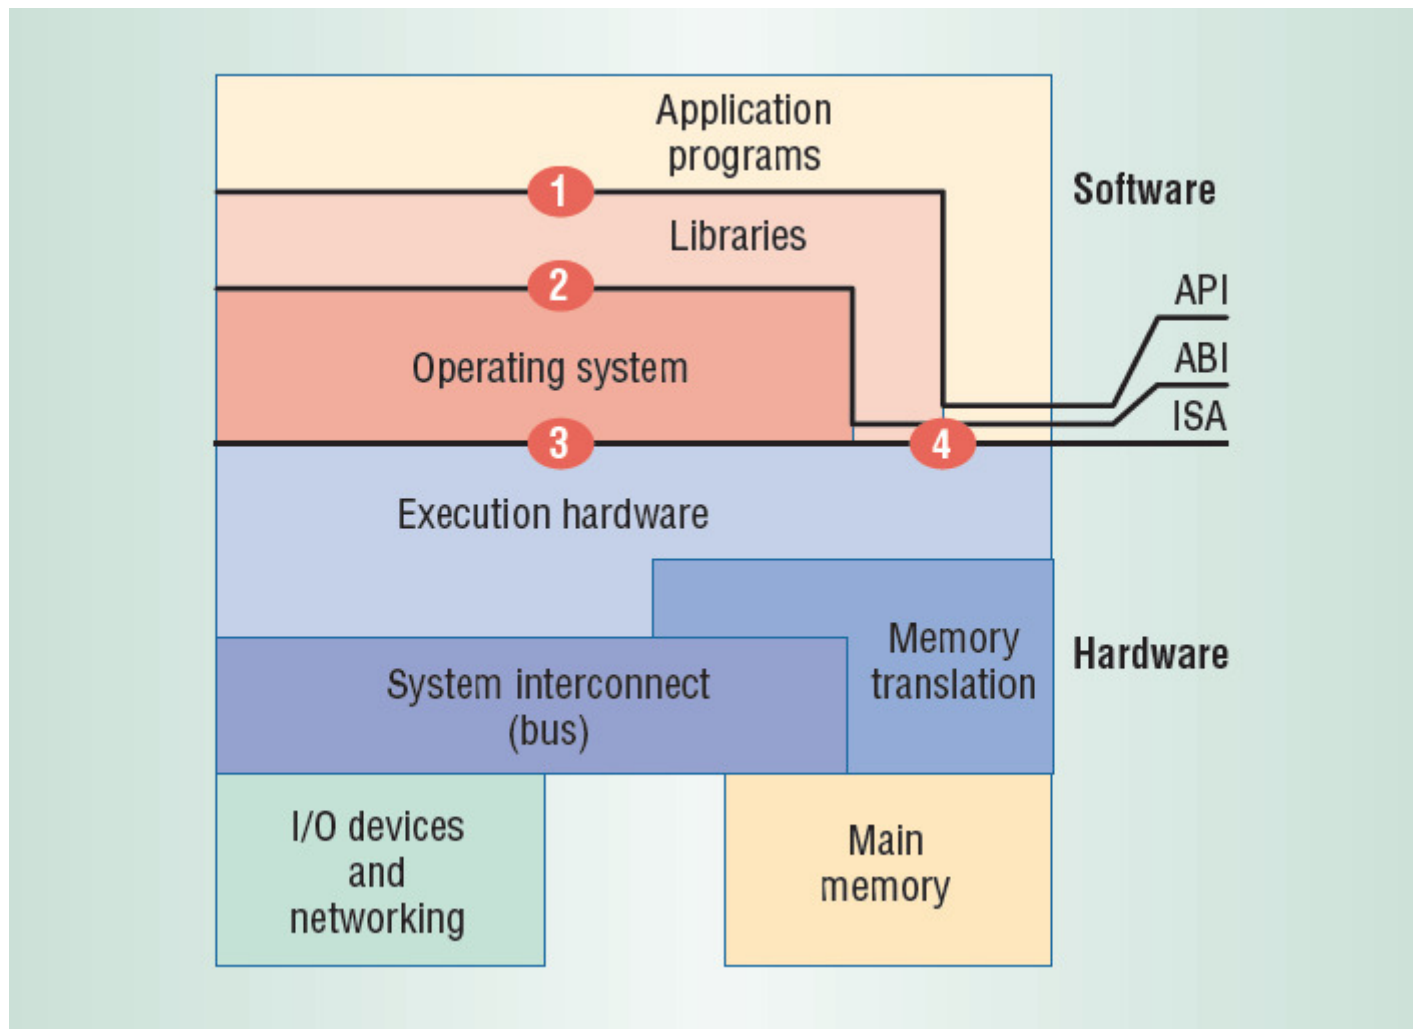 Application
programs
1
Software
Libraries
2
API
ABI
Operating system
ISA
3
4
Execution hardware
Memory
translation
Hardware
System interconnect
(bus)
I/O devices
and
networking
Main
memory